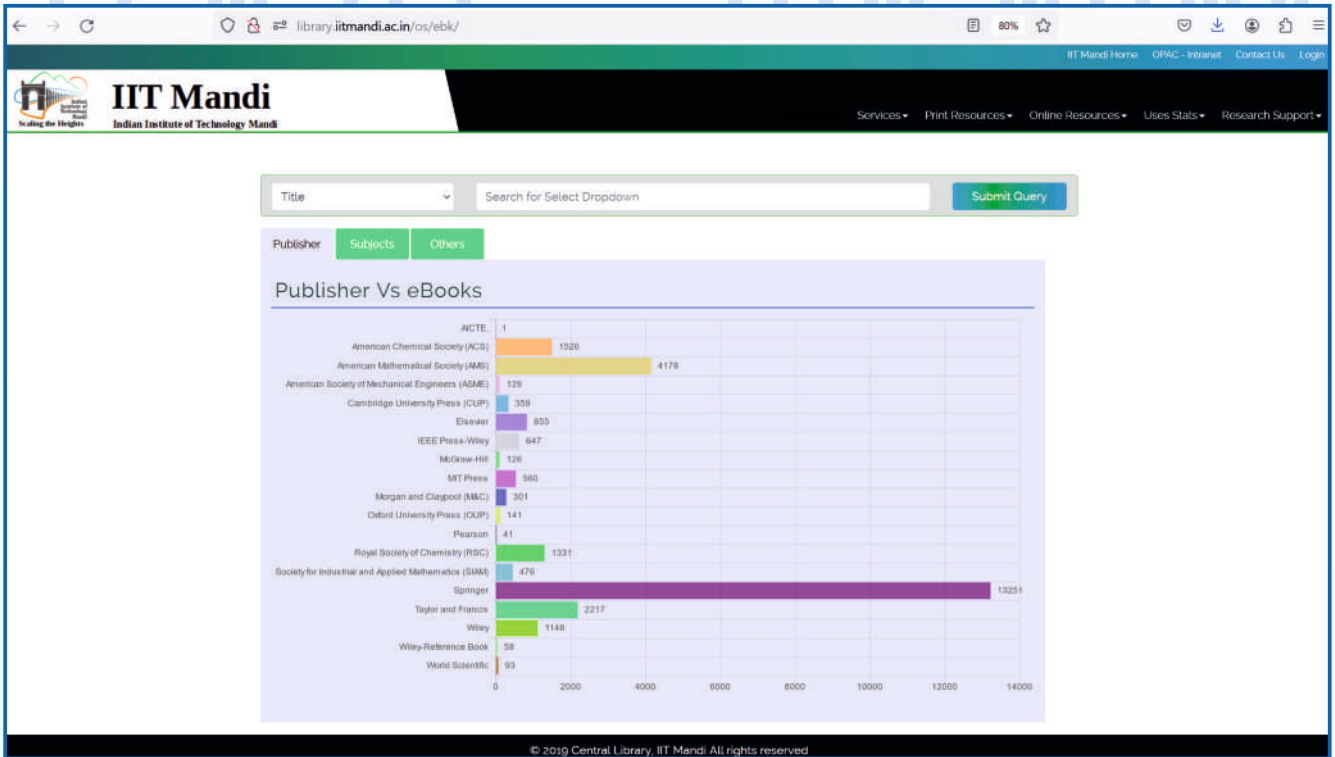 library.iitmandi.ac.in/os/ebk/
80%
IIT Mandi Home OPAC - Intranet Contact Us Login
Indian Institute of Technology Mandi
Scaling the Heights
IIT Mandi
Indian Institute of Technology Mandi
Services Print Resources Online Resources Uses Stats Research Support
Title
Search for Select Dropdown
Submit Query
Publisher Subjects Others
Publisher Vs eBooks
AICTE. 1
American Chemical Society (ACS) 1526
American Mathematical Society (AMS)
American Society of Mechanical Engineers (ASME)
Cambridge University Press (CUP)
Elsevier 855
IEEE Press-Wiley 647
McGraw-Hill 126
MIT Press 560
Morgan and Claypool (M&C) 301
Oxford University Press (OUP) 141
Pearson 41
Royal Society of Chemistry (RSC) 1331
Society for Industrial and Applied Mathematics (SIAM)
Springer 13251
Taylor and Francis 2217
Wiley 1148
Wiley-Reference Book 58
World Scientific 93
0 2000 4000 6000 8000 10000 12000 14000
© 2019 Central Library, IIT Mandi All rights reserved